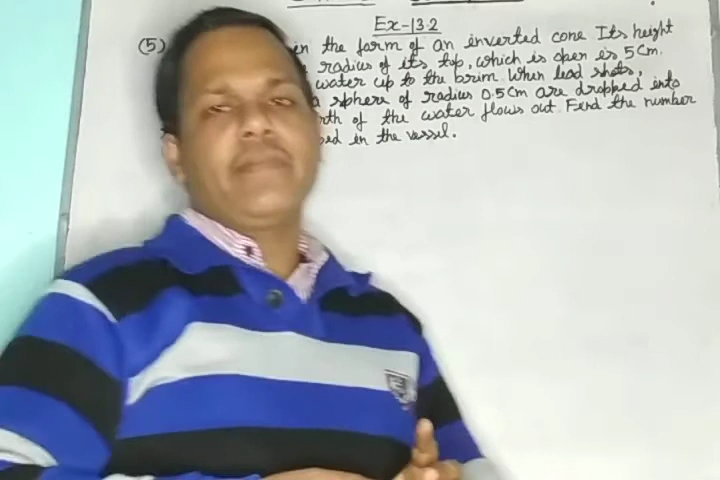 Ex-13.2
(5) in the form of an inverted cone Its height
radius of its top, which is open is 5 cm.
water up to the brim. When lead shots,
a sphere of radius 0.5 cm are dropped into
rth of the water flows out Find the number
ed in the vessel.